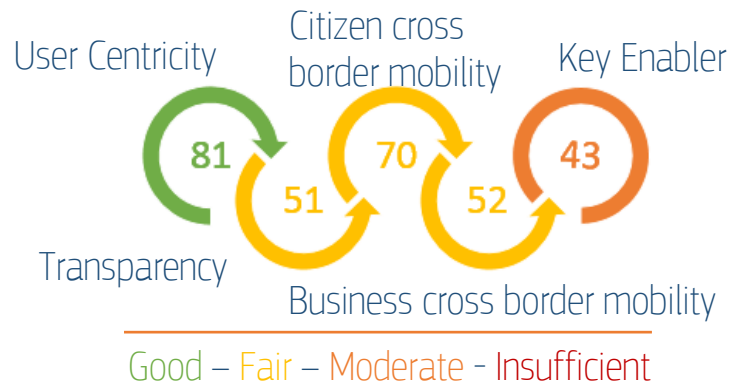 User Centricity
Citizen cross
border mobility
Key Enabler
81
70
43
51
52
Transparency
Business cross border mobility
Good – Fair – Moderate - Insufficient